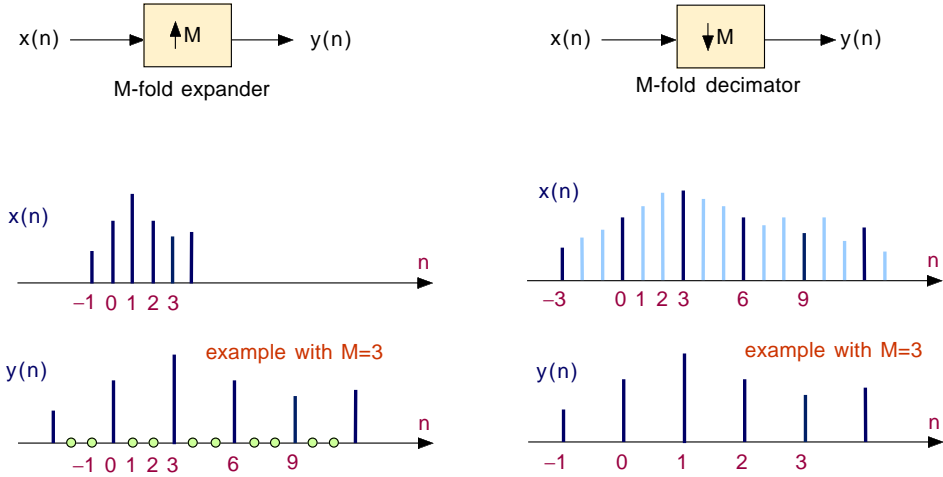 x(n) M y(n)
M-fold expander
x(n) M y(n)
M-fold decimator
x(n)
n
−1 0 1 2 3
x(n)
n
−3 0 1 2 3 6 9
example with M=3
y(n)
n
−1 0 1 2 3 6 9
example with M=3
y(n)
n
−1 0 1 2 3